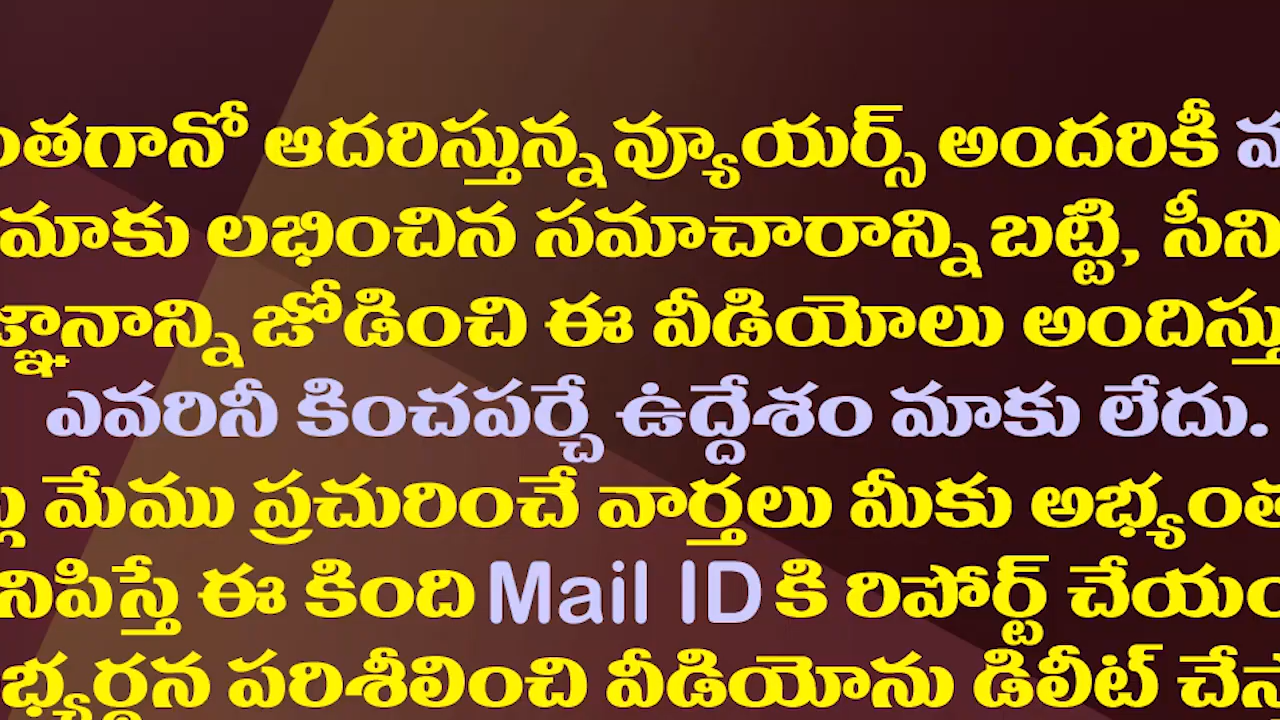 ఆదరిస్తున్న వ్యూయర్స్ అందరికీ
మాకు లభించిన సమాచారాన్ని బట్టి,
జోడించి ఈ వీడియోలు
ఎవరినీ కించపర్చే ఉద్దేశం మాకు లేదు.
మేము ప్రచురించే వార్తలు మీకు
ఈ కింది Mail ID కి రిపోర్ట్
పరిశీలించి వీడియోను డిలీట్